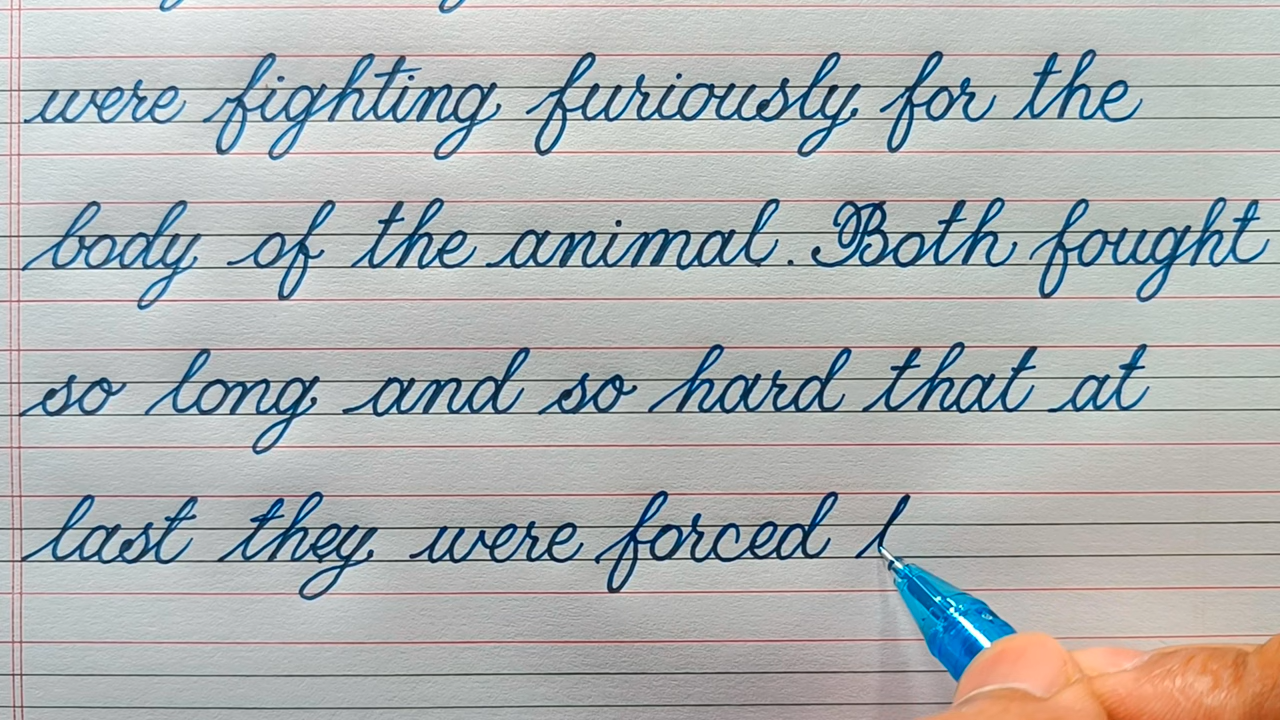 were fighting furiously for the
body of the animal. Both fought
so long and so hard that at
last they were forced